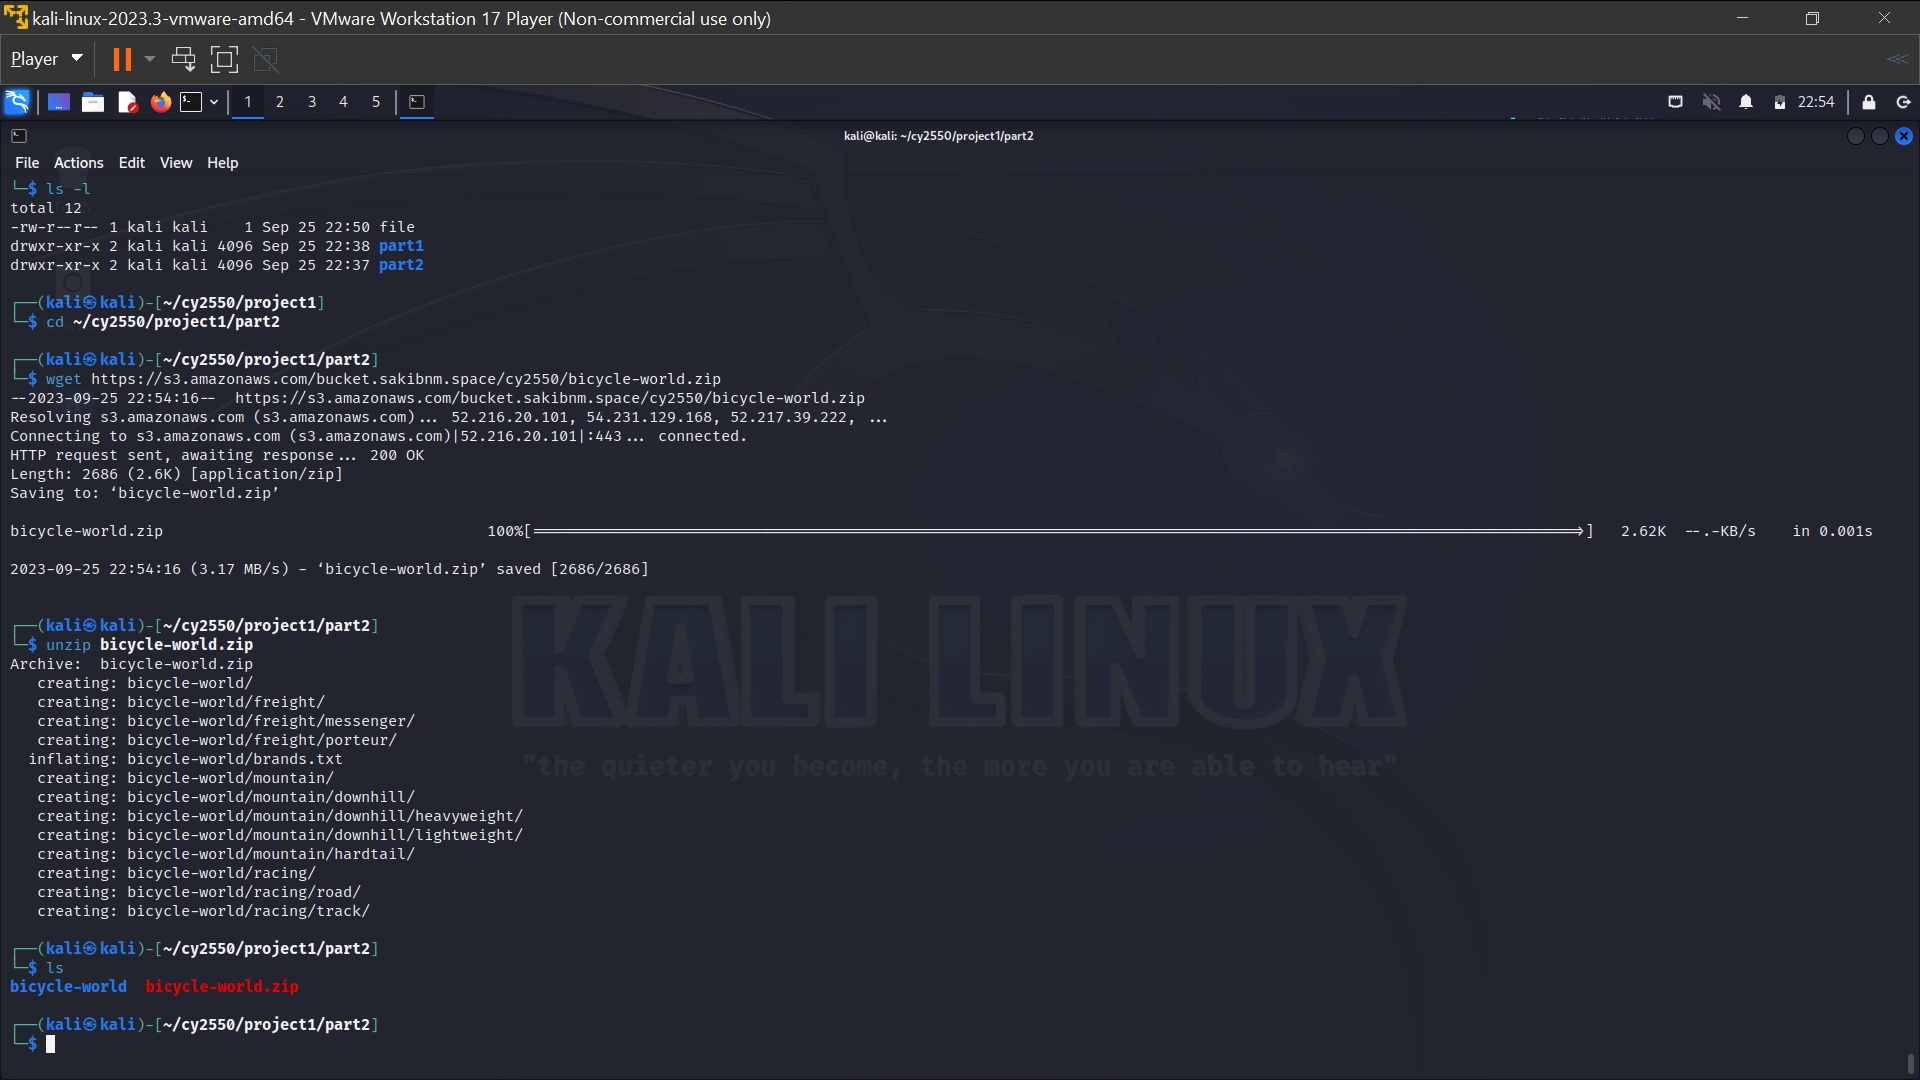 kali-linux-2023.3-vmware-amd64 - VMware Workstation 17 Player (Non-commercial use only)
Player
1 2 3 4 5 22:54
kali@kali: ~/cy2550/project1/part2
File Actions Edit View Help
└─$ ls -l
total 12
-rw-r--r-- 1 kali kali    1 Sep 25 22:50 file
drwxr-xr-x 2 kali kali 4096 Sep 25 22:38 part1
drwxr-xr-x 2 kali kali 4096 Sep 25 22:37 part2
┌──(kali㉿kali)-[~/cy2550/project1]
└─$ cd ~/cy2550/project1/part2
┌──(kali㉿kali)-[~/cy2550/project1/part2]
└─$ wget https://s3.amazonaws.com/bucket.sakibnm.space/cy2550/bicycle-world.zip
--2023-09-25 22:54:16--  https://s3.amazonaws.com/bucket.sakibnm.space/cy2550/bicycle-world.zip
Resolving s3.amazonaws.com (s3.amazonaws.com)... 52.216.20.101, 54.231.129.168, 52.217.39.222, ...
Connecting to s3.amazonaws.com (s3.amazonaws.com)|52.216.20.101|:443... connected.
HTTP request sent, awaiting response... 200 OK
Length: 2686 (2.6K) [application/zip]
Saving to: ‘bicycle-world.zip’
bicycle-world.zip 100%[===================>] 2.62K --.-KB/s in 0.001s
2023-09-25 22:54:16 (3.17 MB/s) - ‘bicycle-world.zip’ saved [2686/2686]
┌──(kali㉿kali)-[~/cy2550/project1/part2]
└─$ unzip bicycle-world.zip
Archive:  bicycle-world.zip
   creating: bicycle-world/
   creating: bicycle-world/freight/
   creating: bicycle-world/freight/messenger/
   creating: bicycle-world/freight/porteur/
  inflating: bicycle-world/brands.txt
   creating: bicycle-world/mountain/
   creating: bicycle-world/mountain/downhill/
   creating: bicycle-world/mountain/downhill/heavyweight/
   creating: bicycle-world/mountain/downhill/lightweight/
   creating: bicycle-world/mountain/hardtail/
   creating: bicycle-world/racing/
   creating: bicycle-world/racing/road/
   creating: bicycle-world/racing/track/
┌──(kali㉿kali)-[~/cy2550/project1/part2]
└─$ ls
bicycle-world  bicycle-world.zip
┌──(kali㉿kali)-[~/cy2550/project1/part2]
└─$
KALI LINUX
"the quieter you become, the more you are able to hear"